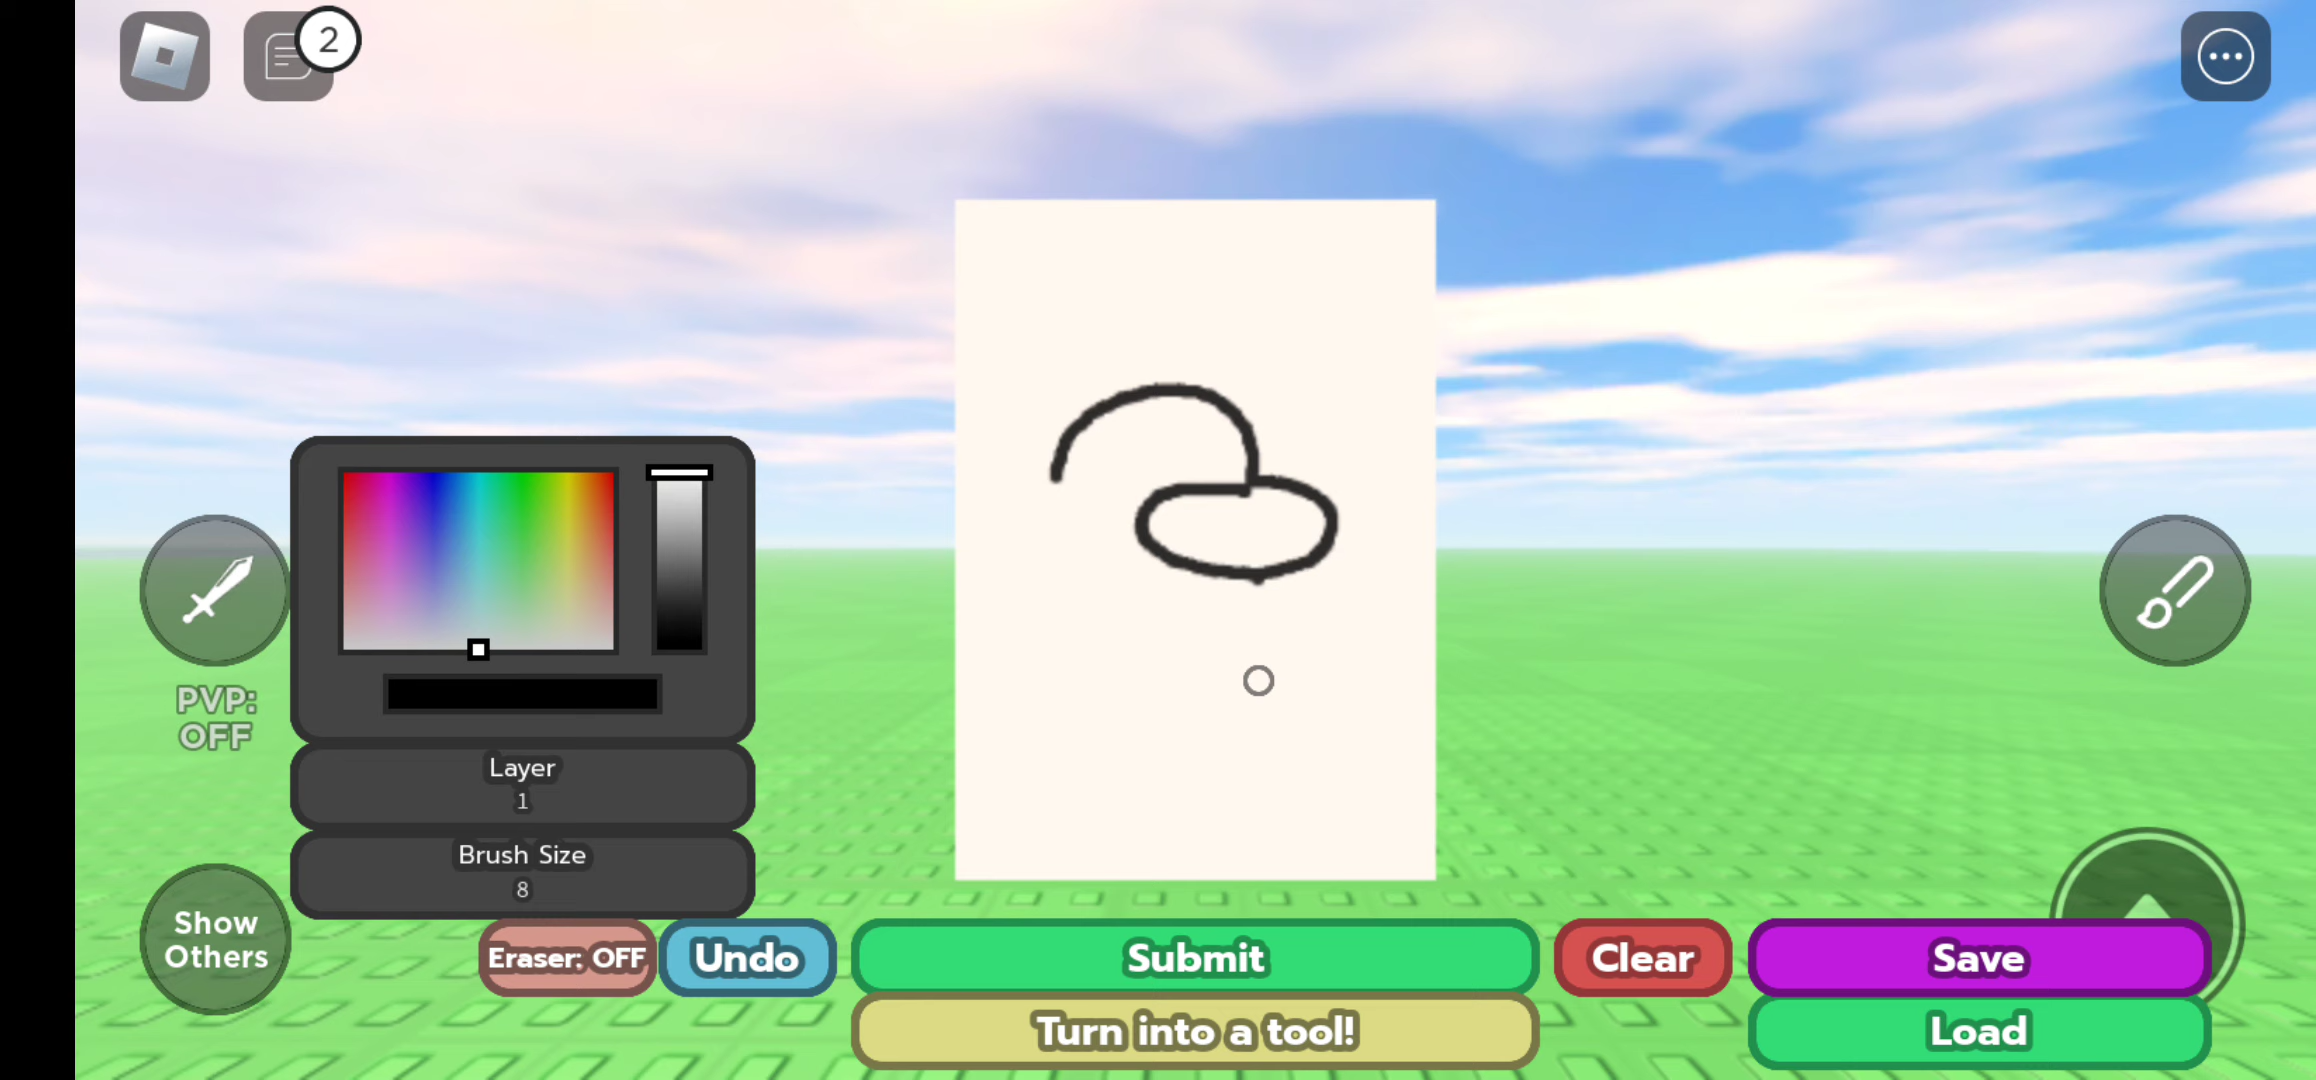 2
PVP:
OFF
Layer
1
Brush Size
8
Show
Others
Eraser: OFF
Undo
Submit
Clear
Save
Turn into a tool!
Load